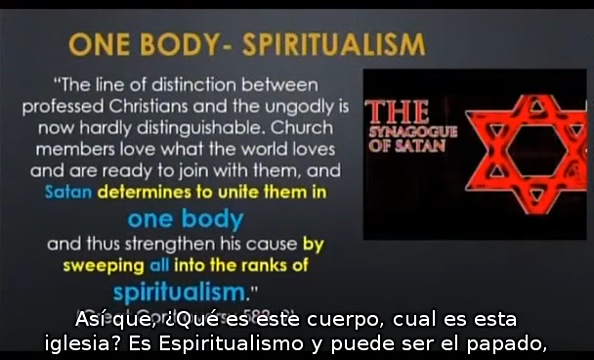 ONE BODY- SPIRITUALISM
"The line of distinction between
professed Christians and the ungodly is
now hardly distinguishable. Church
members love what the world loves
and are ready to join with them, and
Satan determines to unite them in
one body
and thus strengthen his cause by
sweeping all into the ranks of
spiritualism."
THE
SYNAGOGUE
OF SATAN
Así que, ¿Qué es este cuerpo, cual es esta
iglesia? Es Espiritualismo y puede ser el papado,